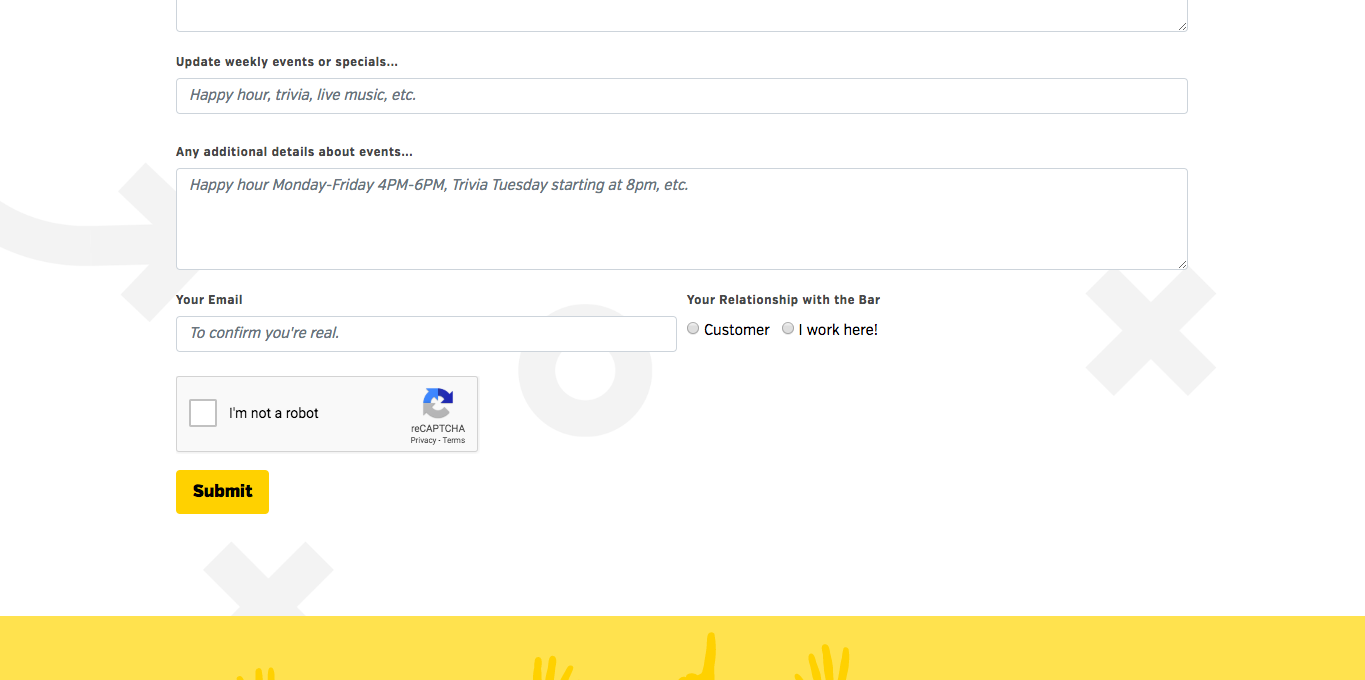 Update weekly events or specials...
Happy hour, trivia, live music, etc.
Any additional details about events...
Happy hour Monday-Friday 4PM-6PM, Trivia Tuesday starting at 8pm, etc.
Your Email
Your Relationship with the Bar
To confirm you're real.
Customer
I work here!
I'm not a robot
reCAPTCHA
Privacy - Terms
Submit